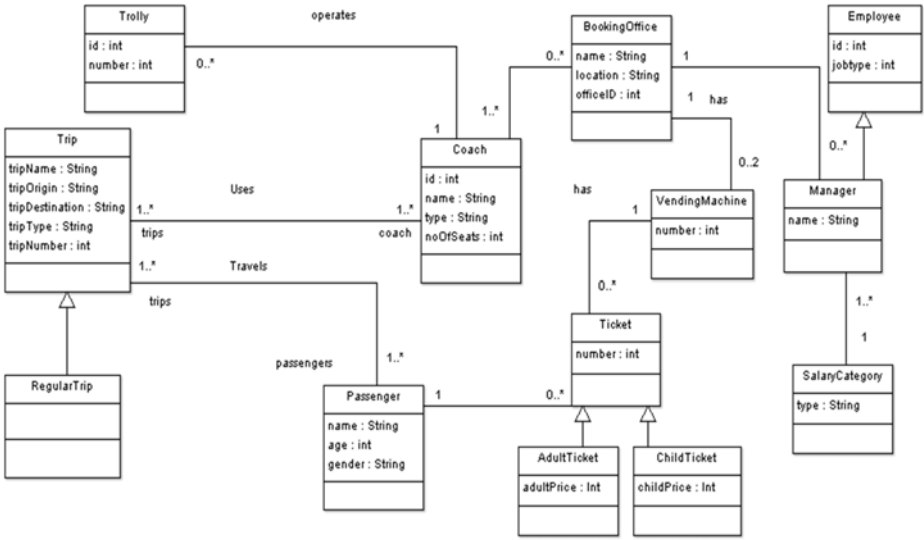 Trolly
id : int
number : int
operates
0..*
1
BookingOffice
name : String
location : String
officeID : int
0..*
1..*
1
1
has
0..2
0..*
Employee
id : int
jobtype : int
Trip
tripName : String
tripOrigin : String
tripDestination : String
tripType : String
tripNumber : int
Uses
1..*
trips
1..*
coach
Coach
id : int
name : String
type : String
noOfSeats : int
has
1
0..*
VendingMachine
number : int
Manager
name : String
1..*
Travels
trips
1..*
passengers
Ticket
number : int
1..*
1
RegularTrip
Passenger
name : String
age : int
gender : String
1
0..*
SalaryCategory
type : String
AdultTicket
adultPrice : Int
ChildTicket
childPrice : Int